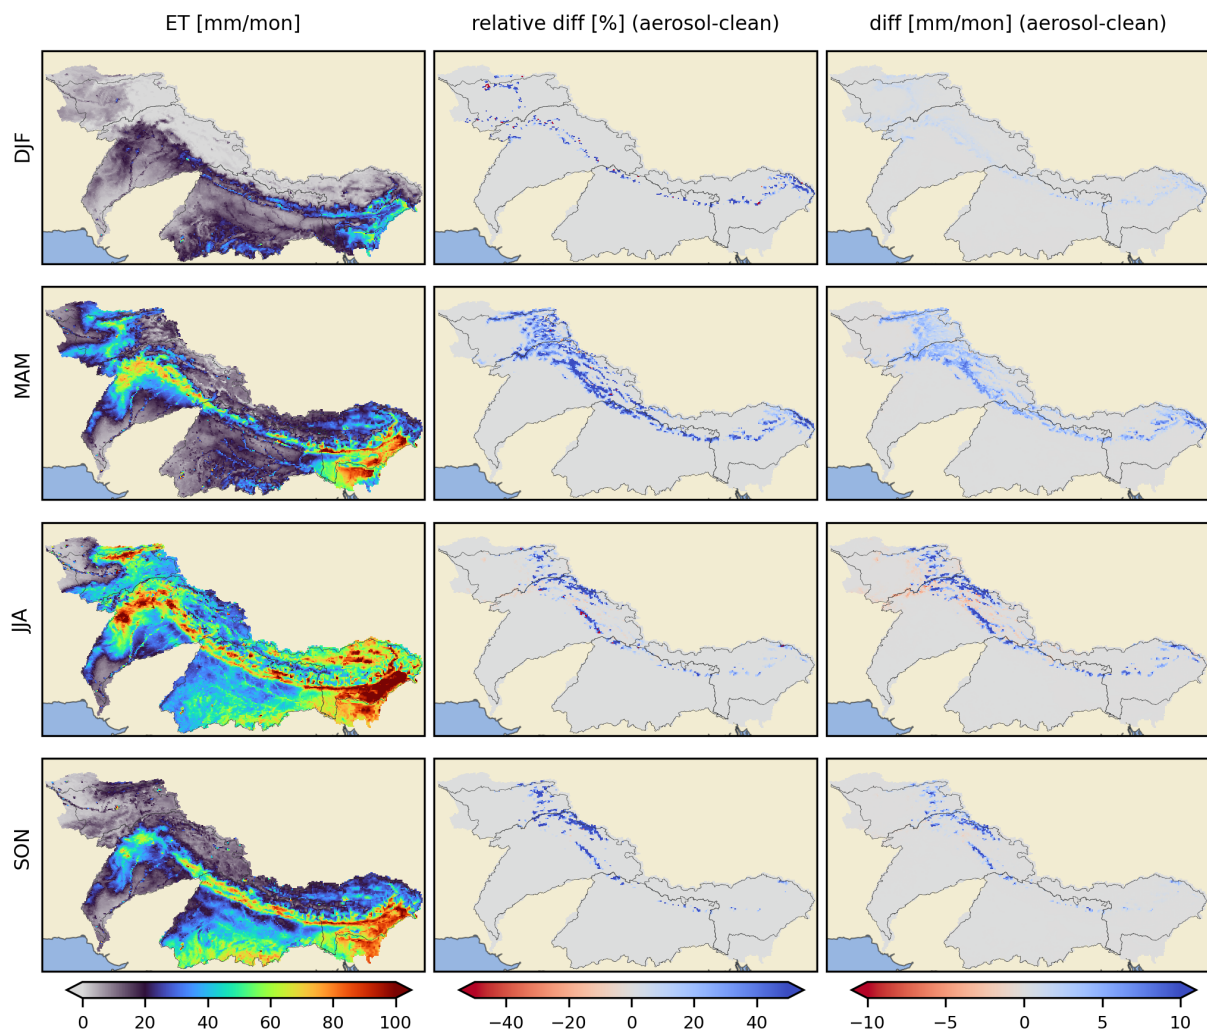 ET [mm/mon] relative diff [%] (aerosol-clean) diff [mm/mon] (aerosol-clean)
DJF
MAM
JJA
SON
0 20 40 60 80 100 −40 −20 0 20 40 −10 −5 0 5 10